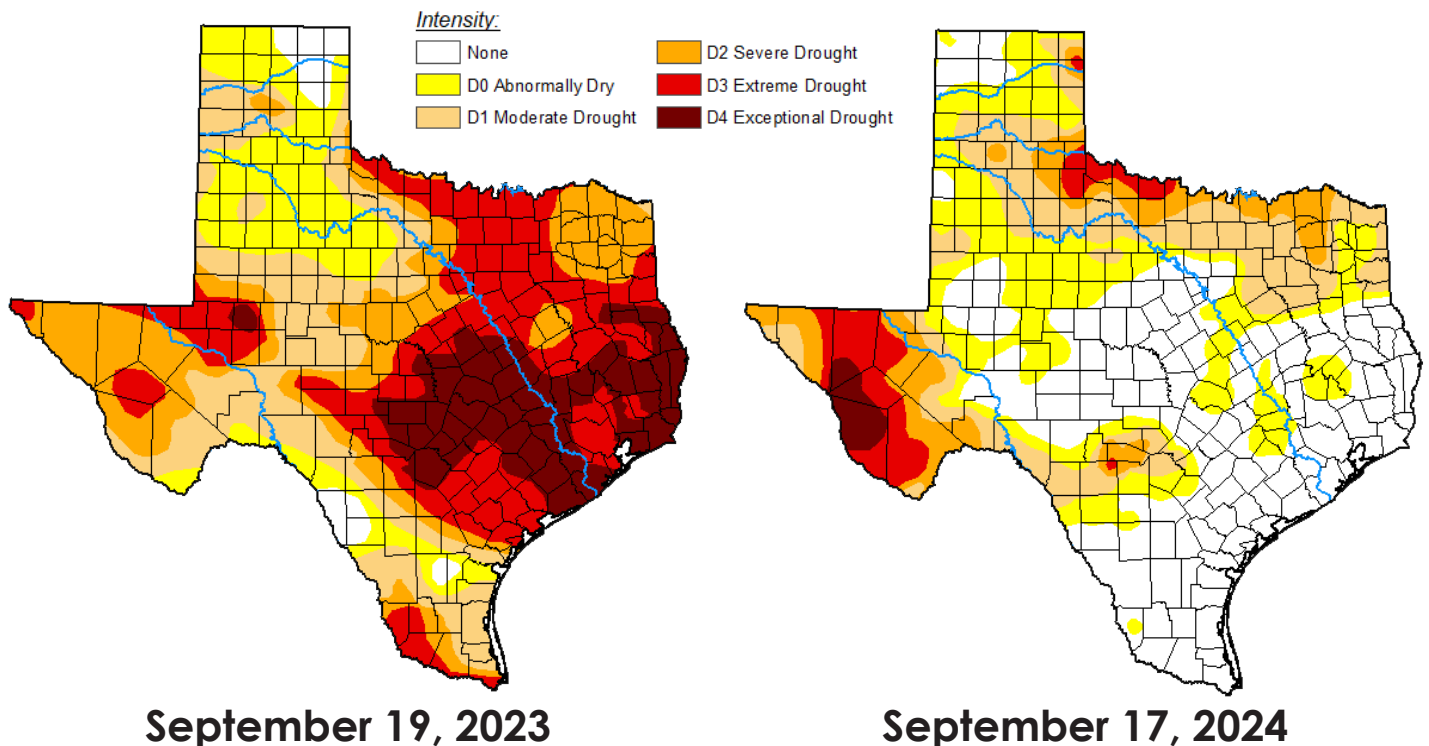 Intensity:
None
D0 Abnormally Dry
D1 Moderate Drought
D2 Severe Drought
D3 Extreme Drought
D4 Exceptional Drought
September 19, 2023
September 17, 2024